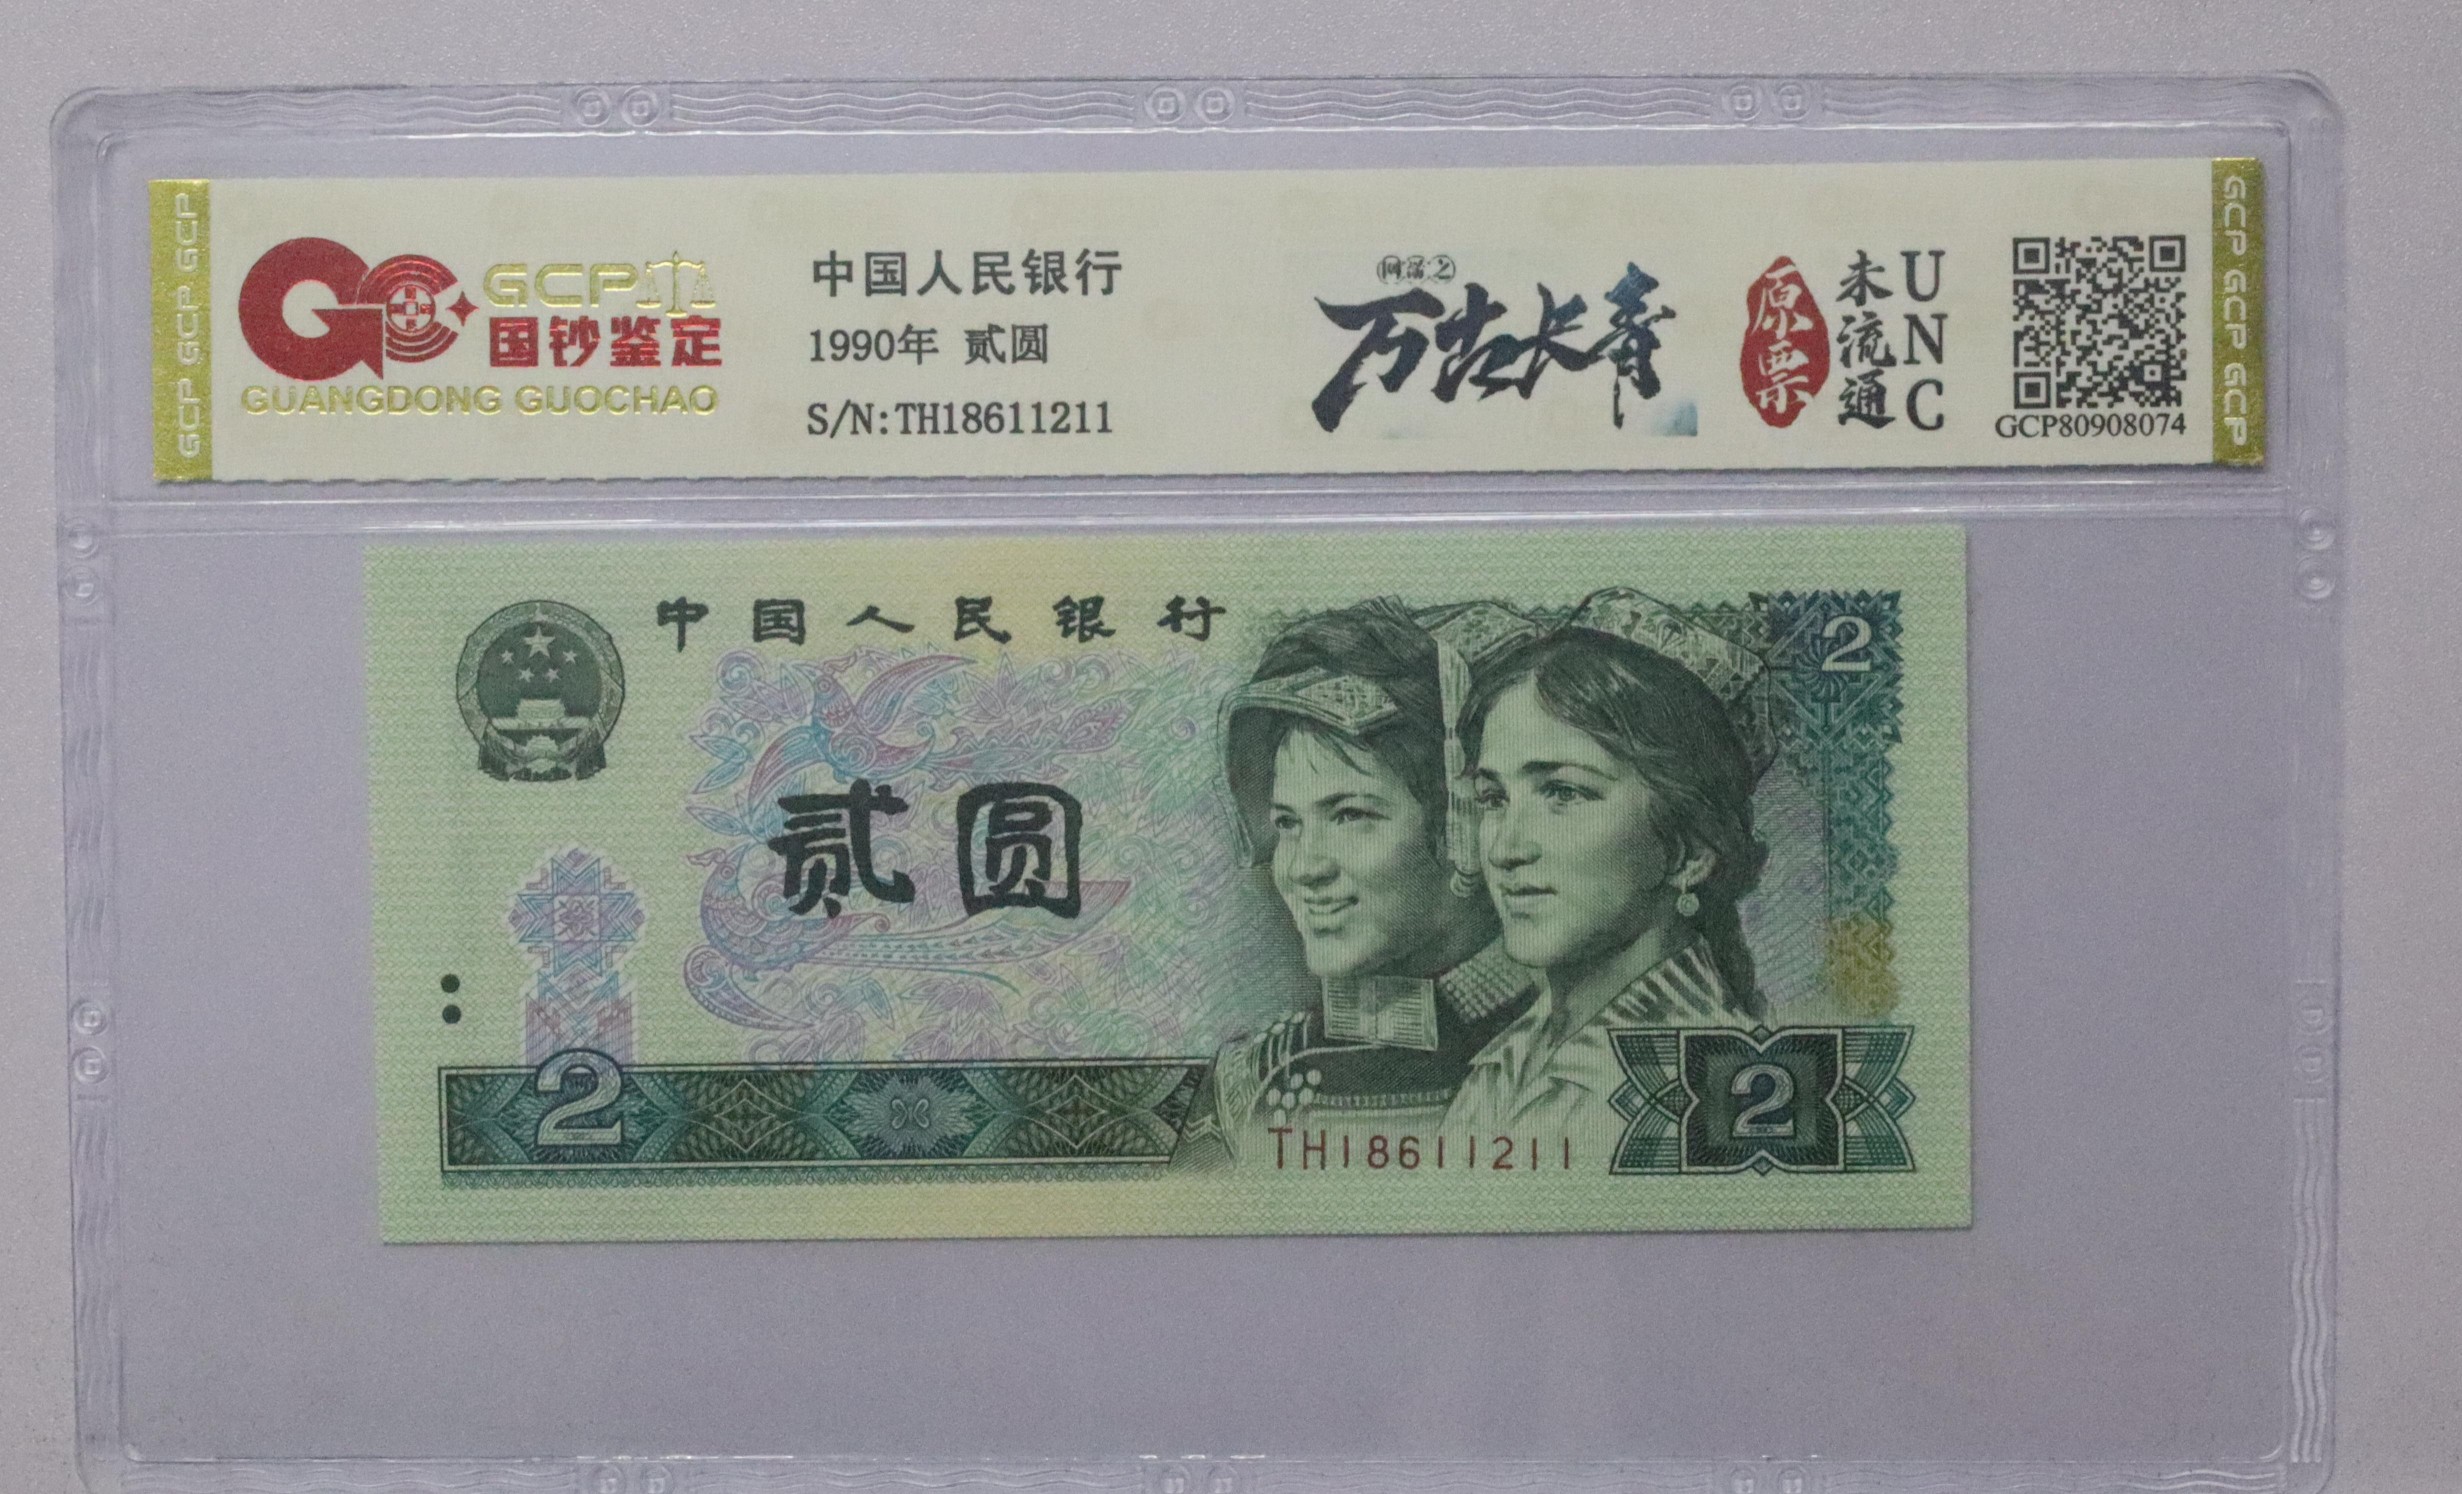 GCP GCP GCP
GCP
国钞鉴定
GUANGDONG GUOCHAO
中国人民银行
1990年 贰圆
S/N:TH18611211
万古长青
原票
未流通
UNC
GCP80908074
GCP GCP GCP
中国人民银行
2
贰圆
2
TH18611211
2